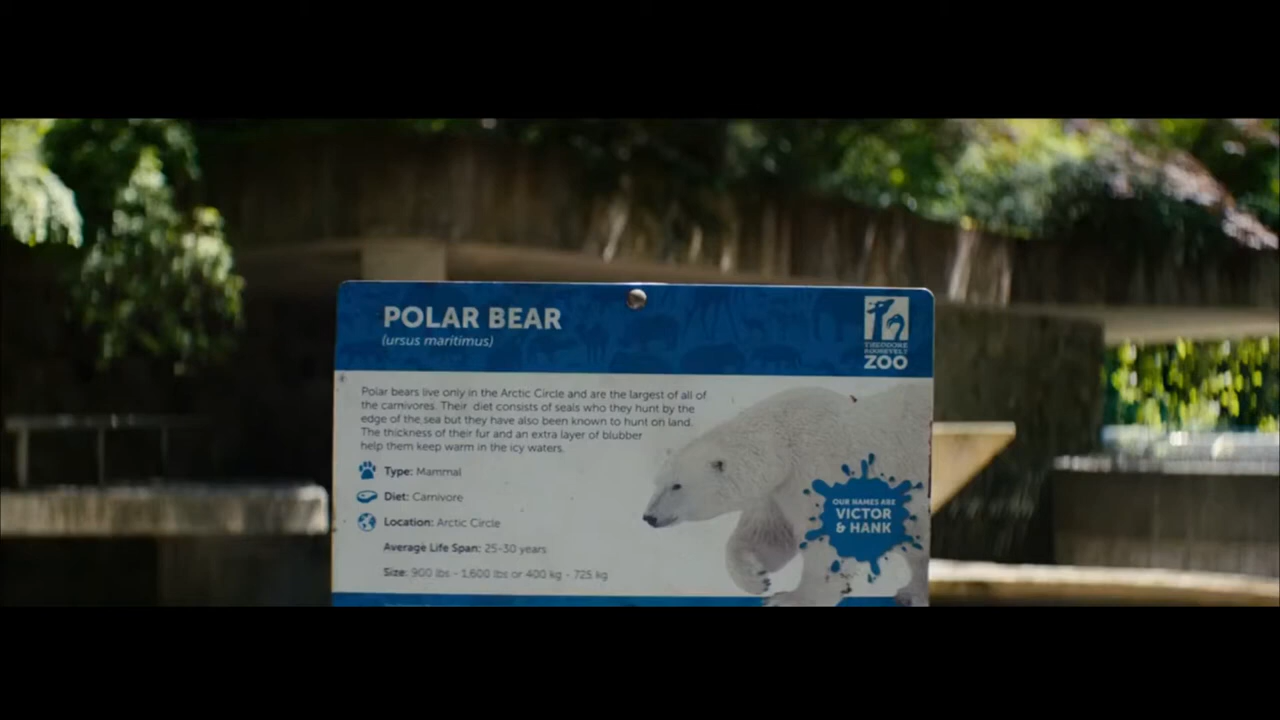 POLAR BEAR
(ursus maritimus)
THEODORE
ROOSEVELT
ZOO
Polar bears live only in the Arctic Circle and are the largest of all of
the carnivores. Their diet consists of seals who they hunt by the
edge of the sea but they have also been known to hunt on land.
The thickness of their fur and an extra layer of blubber
help them keep warm in the icy waters.
Type: Mammal
Diet: Carnivore
Location: Arctic Circle
Average Life Span: 25-30 years
Size: 900 lbs - 1,600 lbs or 400 kg - 725 kg
OUR NAMES ARE
VICTOR
& HANK